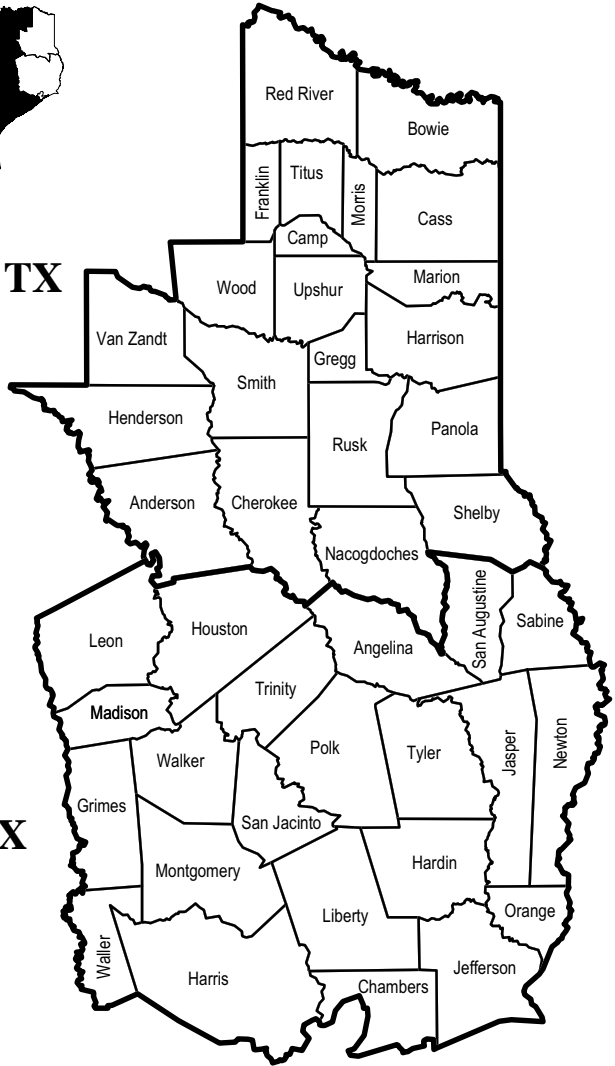 Red River
Bowie
Franklin
Titus
Morris
Cass
Camp
TX
Wood
Upshur
Marion
Van Zandt
Gregg
Harrison
Smith
Henderson
Rusk
Panola
Anderson
Cherokee
Shelby
Nacogdoches
San Augustine
Sabine
Leon
Houston
Angelina
Madison
Trinity
Walker
Polk
Tyler
Jasper
Newton
Grimes
X
San Jacinto
Montgomery
Hardin
Liberty
Orange
Waller
Harris
Chambers
Jefferson